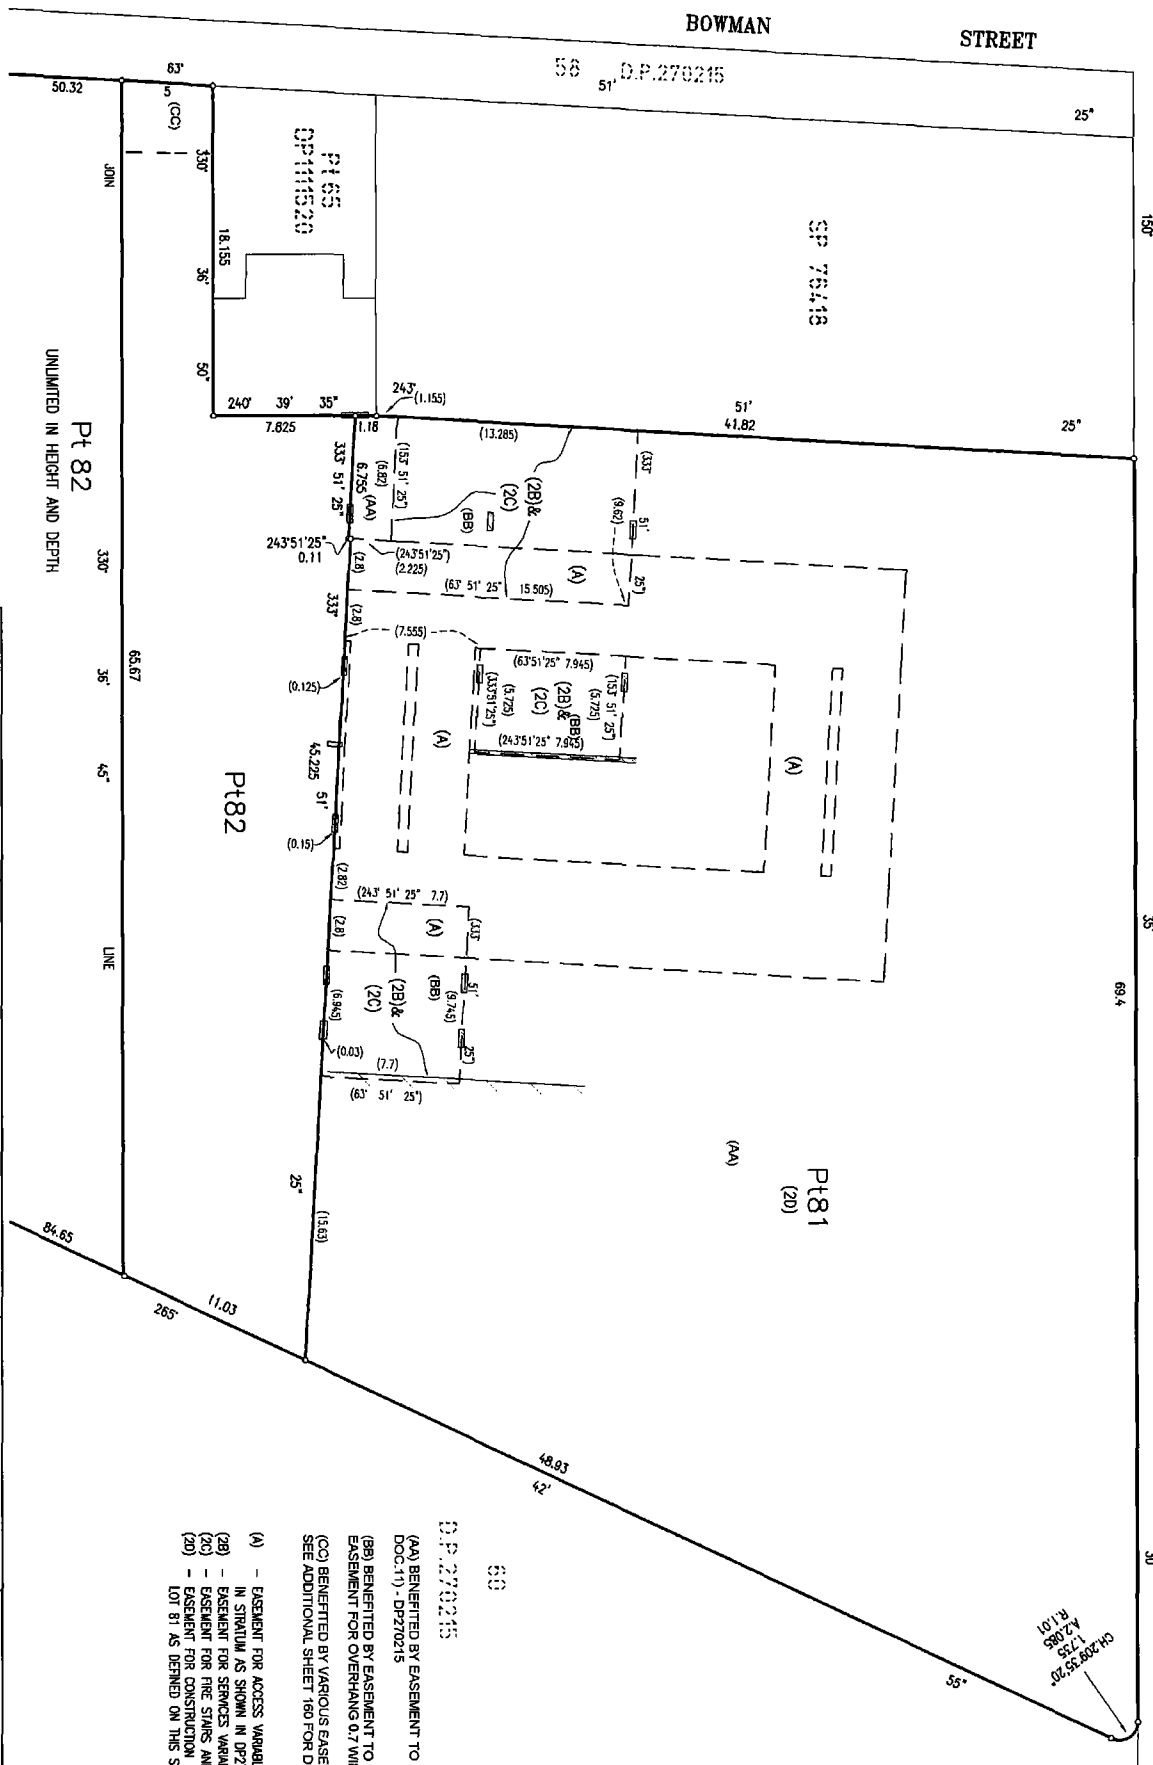 BOWMAN STREET
58 D.P.270215
51'
25"
63'
50.32
5
(CC)
330'
JOIN
Pt 65
DP1111520
18.155
36'
50"
SP 76418
150'
243'
(1.155)
51'
41.82
25"
240' 39' 35"
7.625
1.18
(13.285)
333' 51' 25"
6.755 (AA)
(6.82)
(153' 51' 25")
(2B)&
(2C)
(BB)
(333'
51'
25")
(9.62)
243'51'25"
0.11
(243'51'25")
(2.225)
(2.8)
(A)
(63' 51' 25" 15.505)
333'
(2.8)
(7.555)
(0.125)
(63'51'25" 7.945)
(333'51'25")
(5.725)
(2B)&
(2C)
(BB)
(5.725)
(153' 51' 25")
(243'51'25" 7.945)
(A)
(A)
45.225
51'
(0.15)
Pt 82
UNLIMITED IN HEIGHT AND DEPTH
330'
65.67
36'
45"
LINE
Pt82
(2.82)
(2.8)
(243' 51' 25" 7.7)
(A)
(333'
51'
25")
(BB)
(9.745)
(2B)&
(2C)
(6.945)
(0.03)
(7.7)
(63' 51' 25")
35'
69.4
(AA)
Pt81
(2D)
25"
(15.63)
84.65
265'
11.03
48.93
42'
55"
30"
CH.209'35'20"
1.735
A.2.085
R.1.01
60
D.P.270215
(AA) BENEFITED BY EASEMENT TO
DOC.11) - DP270215
(BB) BENEFITED BY EASEMENT TO
EASEMENT FOR OVERHANG 0.7 WI
(CC) BENEFITED BY VARIOUS EASE
SEE ADDITIONAL SHEET 160 FOR D
(A) - EASEMENT FOR ACCESS VARIABL
IN STRATUM AS SHOWN IN DP2
(2B) - EASEMENT FOR SERVICES VARIA
(2C) - EASEMENT FOR FIRE STAIRS AN
(2D) - EASEMENT FOR CONSTRUCTION
LOT 81 AS DEFINED ON THIS S